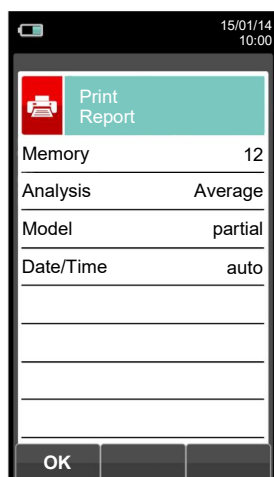 15/01/14
10:00
Print
Report
Memory 12
Analysis Average
Model partial
Date/Time auto
OK